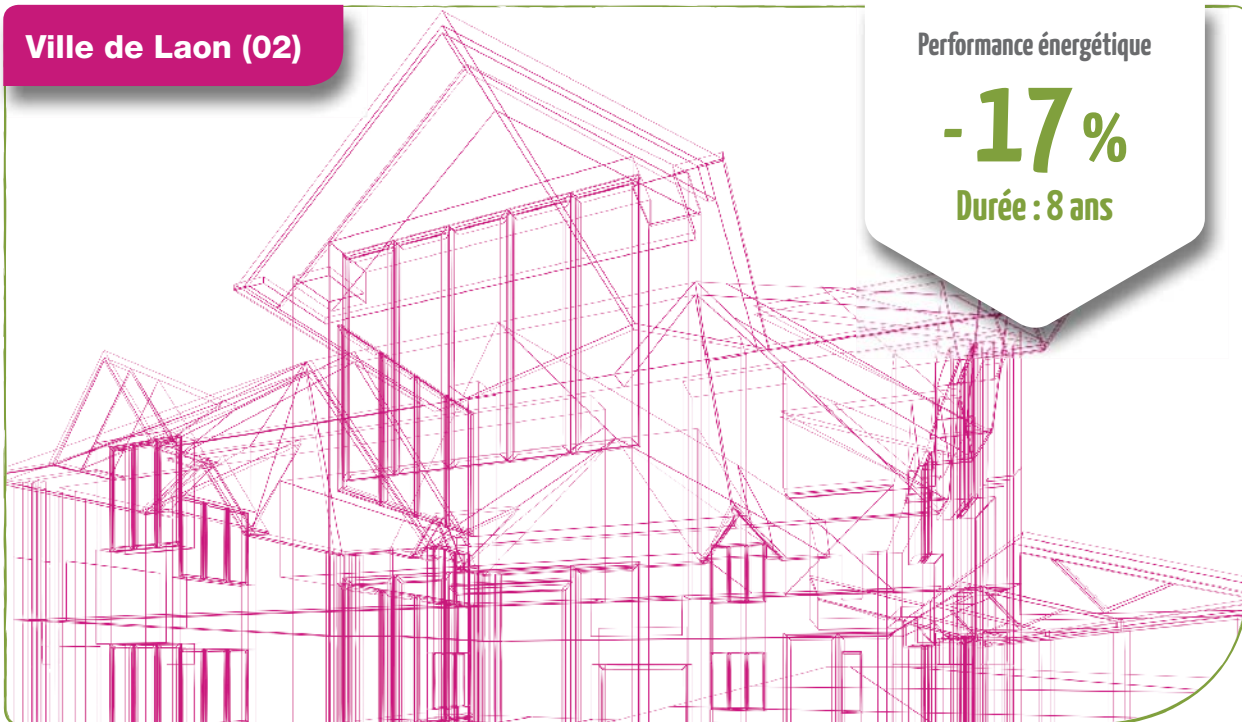 Ville de Laon (02)
Performance énergétique
- 17 %
Durée : 8 ans